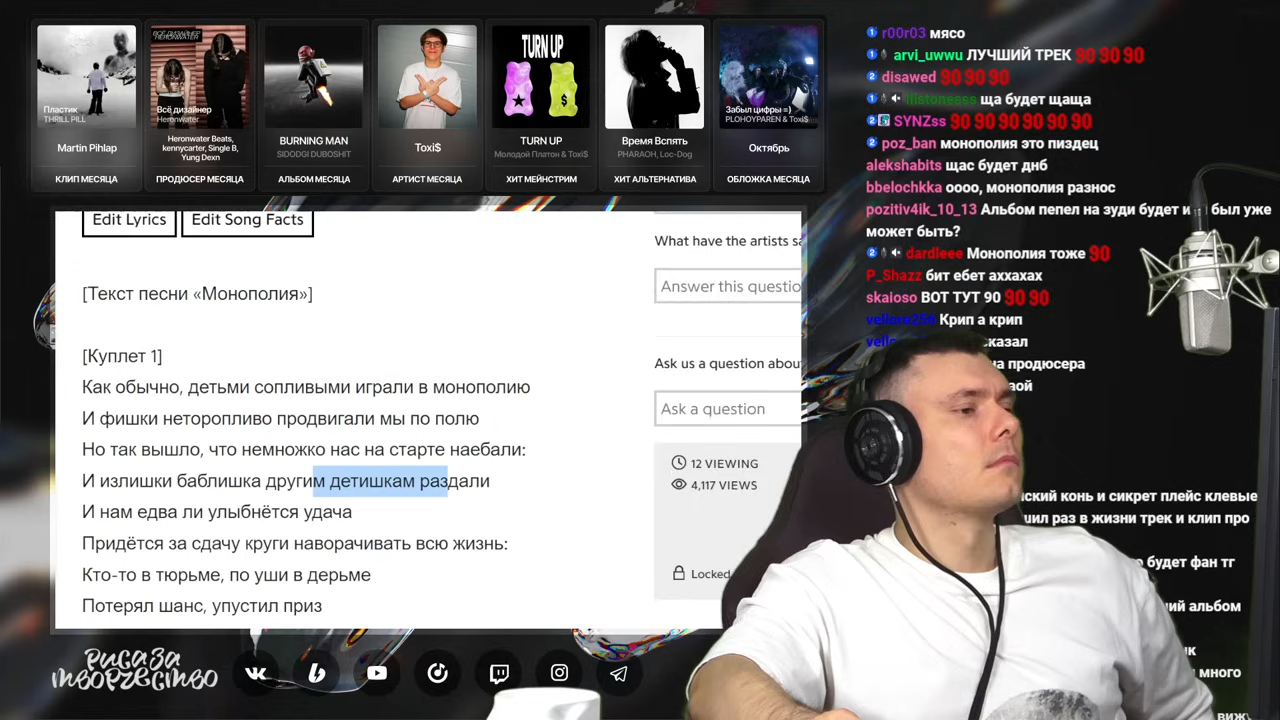 Пластик
THRILL PILL
Martin Pihlap
КЛИП МЕСЯЦА
ВСЁ ДИЗАЙНЕР
HERONWATER
Всё дизайнер
Heronwater
Heronwater Beats,
kennycarter, Single B,
Yung Dexn
ПРОДЮСЕР МЕСЯЦА
BURNING MAN
SIDODGI DUBOSHIT
АЛЬБОМ МЕСЯЦА
Toxi$
АРТИСТ МЕСЯЦА
TURN UP
TURN UP
Молодой Платон & Toxi$
ХИТ МЕЙНСТРИМ
Время Вспять
PHARAOH, Loc-Dog
ХИТ АЛЬТЕРНАТИВА
Забыл цифры =)
PLOHOYPAREN & Toxi$
Октябрь
ОБЛОЖКА МЕСЯЦА
Edit Lyrics
Edit Song Facts
[Текст песни «Монополия»]
[Куплет 1]
Как обычно, детьми сопливыми играли в монополию
И фишки неторопливо продвигали мы по полю
Но так вышло, что немножко нас на старте наебали:
И излишки баблишка другим детишкам раздали
И нам едва ли улыбнётся удача
Придётся за сдачу круги наворачивать всю жизнь:
Кто-то в тюрьме, по уши в дерьме
Потерял шанс, упустил приз
What have the artists sa
Answer this questio
Ask us a question abou
Ask a question
12 VIEWING
4,117 VIEWS
Locked
r00r03 мясо
arvi_uwwu ЛУЧШИЙ ТРЕК 90 90 90
disawed 90 90 90
ща будет щаща
SYNZss 90 90 90 90 90 90
poz_ban монополия это пиздец
alekshabits щас будет днб
bbelochkka оооо, монополия разнос
pozitiv4ik_10_13 Альбом пепел на зуди будет и был уже
может быть?
dardleee Монополия тоже 90
P_Shazz бит ебет аххахах
skaioso ВОТ ТУТ 90 90 90
Крип а крип
сказал
на продюсера
ский конь и сикрет плейс клевые
шил раз в жизни трек и клип про
будет фан тг
ий альбом
много
вижу
РИСАЗА
ТВОРЧЕСТВО